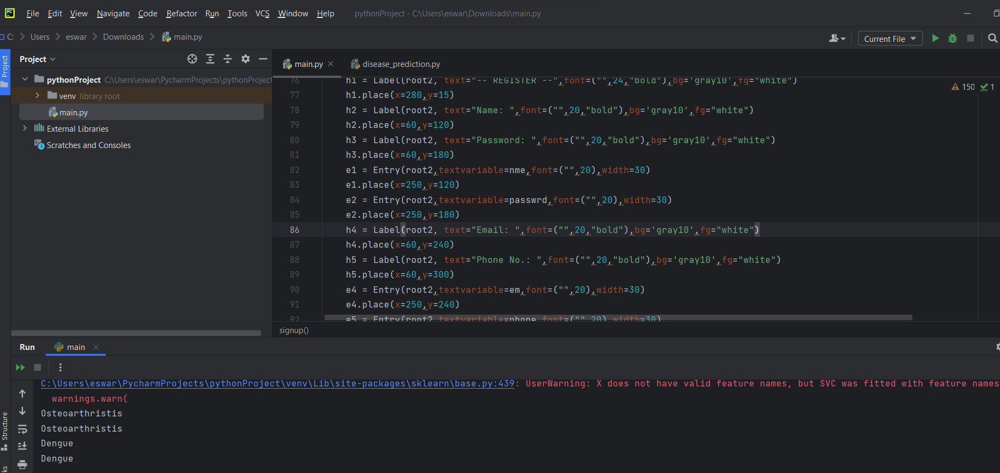 PC File Edit View Navigate Code Refactor Run Tools VCS Window Help pythonProject - C:\Users\eswar\Downloads\main.py
C: Users eswar Downloads main.py Current File
Project
Project
main.py disease_prediction.py
pythonProject C:\Users\eswar\PycharmProjects\pythonProject
venv library root
main.py
External Libraries
Scratches and Consoles
150 1
76 h1 = Label(root2, text="-- REGISTER --",font=("",24,"bold"),bg='gray10',fg="white")
77 h1.place(x=280,y=15)
78 h2 = Label(root2, text="Name: ",font=("",20,"bold"),bg='gray10',fg="white")
79 h2.place(x=60,y=120)
80 h3 = Label(root2, text="Password: ",font=("",20,"bold"),bg='gray10',fg="white")
81 h3.place(x=60,y=180)
82 e1 = Entry(root2,textvariable=nme,font=("",20),width=30)
83 e1.place(x=250,y=120)
84 e2 = Entry(root2,textvariable=passwrd,font=("",20),width=30)
85 e2.place(x=250,y=180)
86 h4 = Label(root2, text="Email: ",font=("",20,"bold"),bg='gray10',fg="white")
87 h4.place(x=60,y=240)
88 h5 = Label(root2, text="Phone No.: ",font=("",20,"bold"),bg='gray10',fg="white")
89 h5.place(x=60,y=300)
90 e4 = Entry(root2,textvariable=em,font=("",20),width=30)
91 e4.place(x=250,y=240)
92 e5 = Entry(root2,textvariable=phone,font=("",20),width=30)
signup()
Run main
C:\Users\eswar\PycharmProjects\pythonProject\venv\Lib\site-packages\sklearn\base.py:439: UserWarning: X does not have valid feature names, but SVC was fitted with feature names
warnings.warn(
Osteoarthristis
Osteoarthristis
Dengue
Dengue
Structure